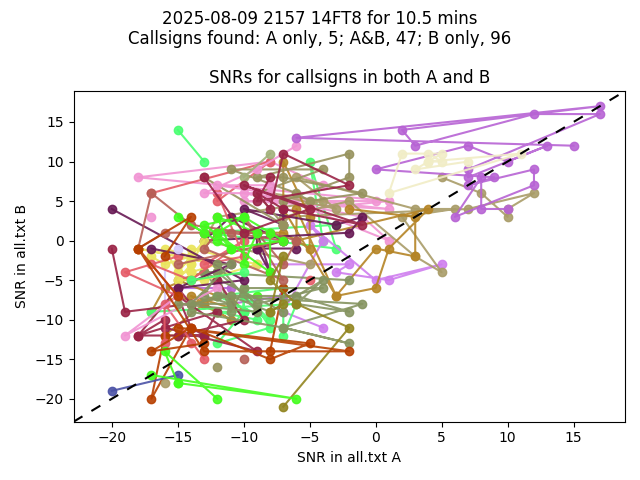 2025-08-09 2157 14FT8 for 10.5 mins
Callsigns found: A only, 5; A&B, 47; B only, 96
SNRs for callsigns in both A and B
15
10
5
0
−5
−10
−15
−20
SNR in all.txt B
−20 −15 −10 −5 0 5 10 15
SNR in all.txt A